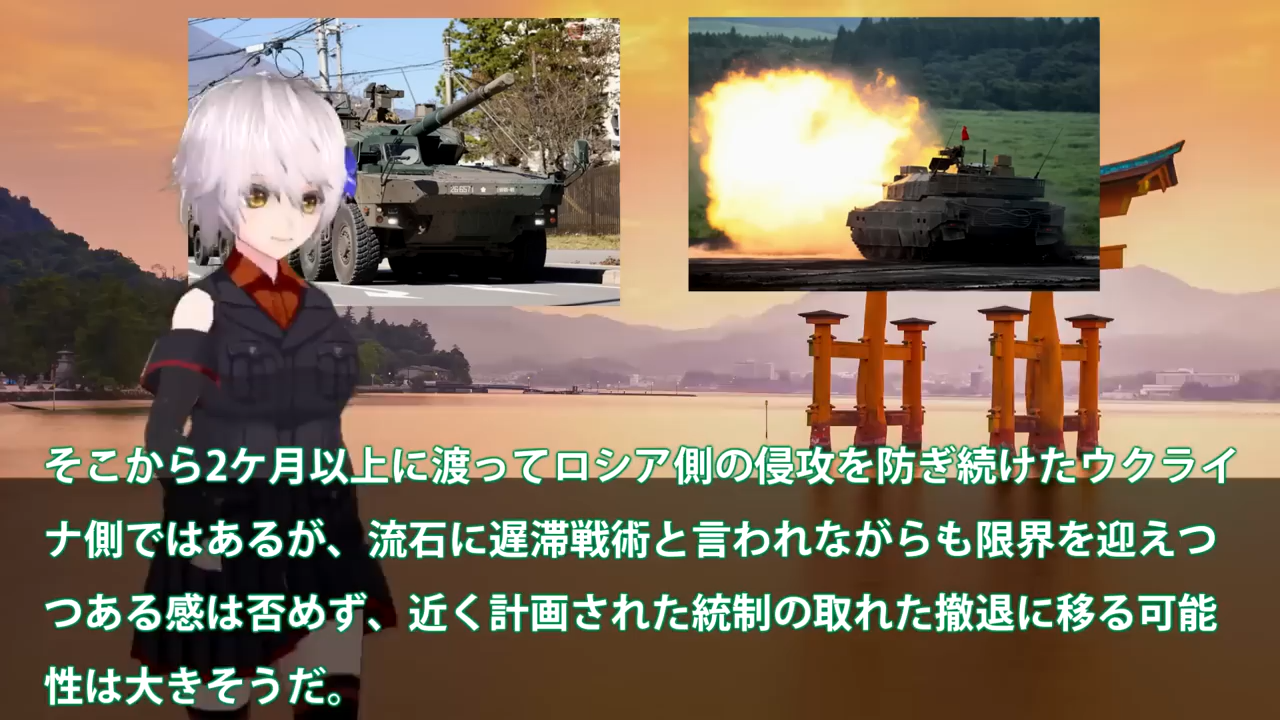 そこから2ケ月以上に渡ってロシア側の侵攻を防ぎ続けたウクライ
ナ側ではあるが、流石に遅滞戦術と言われながらも限界を迎えつ
つある感は否めず、近く計画された統制の取れた撤退に移る可能
性は大きそうだ。